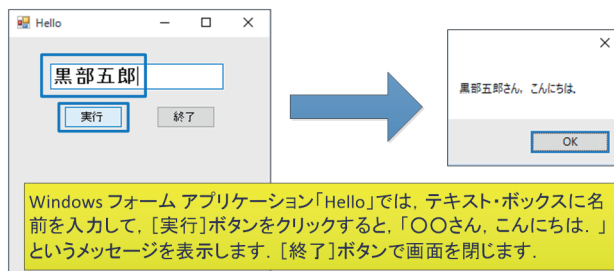 Hello
黒部五郎
実行
終了
黒部五郎さん，こんにちは．
OK
Windows フォーム アプリケーション「Hello」では，テキスト・ボックスに名
前を入力して，［実行］ボタンをクリックすると，「〇〇さん，こんにちは．」
というメッセージを表示します．［終了］ボタンで画面を閉じます．